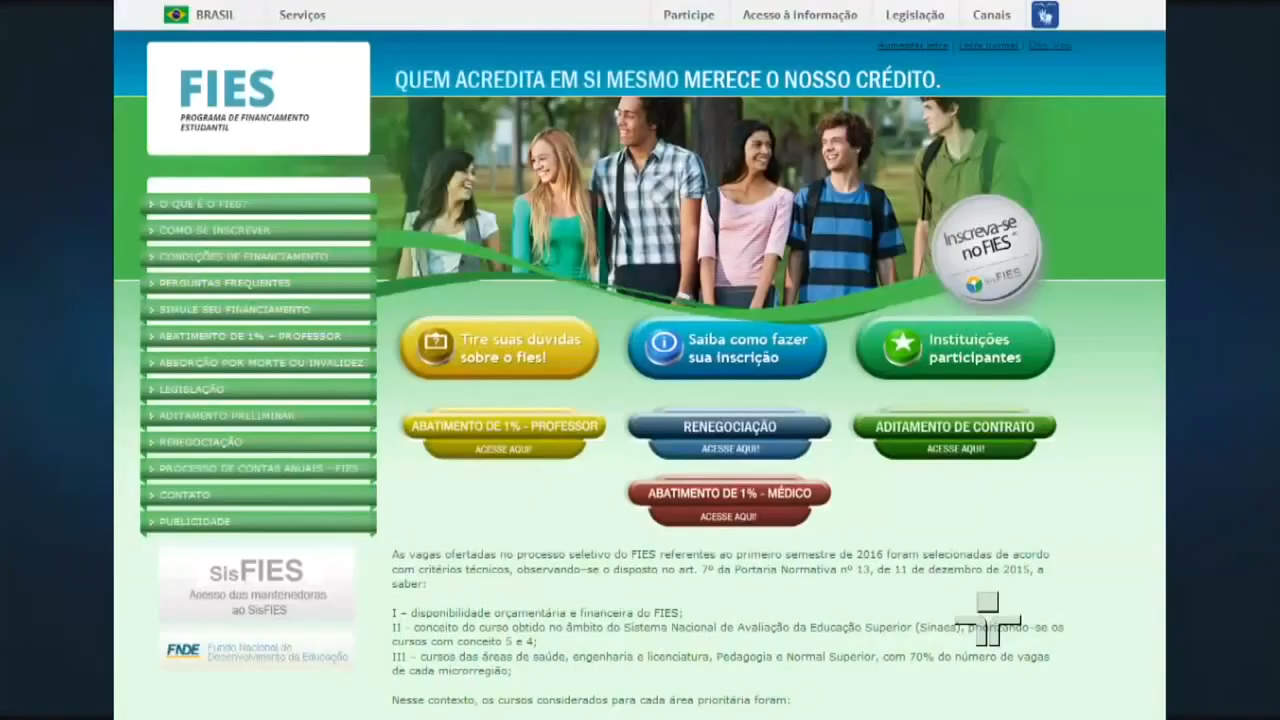 BRASIL
Serviços
Participe
Acesso à informação
Legislação
Canais
Aumentar letra | Letra normal |
FIES
PROGRAMA DE FINANCIAMENTO
ESTUDANTIL
QUEM ACREDITA EM SI MESMO MERECE O NOSSO CRÉDITO.
Inscreva-se
no FIES
SisFIES
O QUE É O FIES?
COMO SE INSCREVER
CONDIÇÕES DE FINANCIAMENTO
PERGUNTAS FREQUENTES
SIMULE SEU FINANCIAMENTO
ABATIMENTO DE 1% – PROFESSOR
ABSORÇÃO POR MORTE OU INVALIDEZ
LEGISLAÇÃO
ADITAMENTO PRELIMINAR
RENEGOCIAÇÃO
PROCESSO DE CONTAS ANUAIS - FIES
CONTATO
PUBLICIDADE
SisFIES
Acesso das mantenedoras
ao SisFIES
FNDE
Fundo Nacional de
Desenvolvimento da Educação
Tire suas dúvidas
sobre o fies!
Saiba como fazer
sua inscrição
Instituições
participantes
ABATIMENTO DE 1% - PROFESSOR
ACESSE AQUI!
RENEGOCIAÇÃO
ACESSE AQUI!
ADITAMENTO DE CONTRATO
ACESSE AQUI!
ABATIMENTO DE 1% - MÉDICO
ACESSE AQUI!
As vagas ofertadas no processo seletivo do FIES referentes ao primeiro semestre de 2016 foram selecionadas de acordo
com critérios técnicos, observando-se o disposto no art. 7º da Portaria Normativa nº 13, de 11 de dezembro de 2015, a
saber:
I – disponibilidade orçamentária e financeira do FIES;
II - conceito do curso obtido no âmbito do Sistema Nacional de Avaliação da Educação Superior (Sinaes), priorizando-se os
cursos com conceito 5 e 4;
III - cursos das áreas de saúde, engenharia e licenciatura, Pedagogia e Normal Superior, com 70% do número de vagas
de cada microrregião;
Nesse contexto, os cursos considerados para cada área prioritária foram: